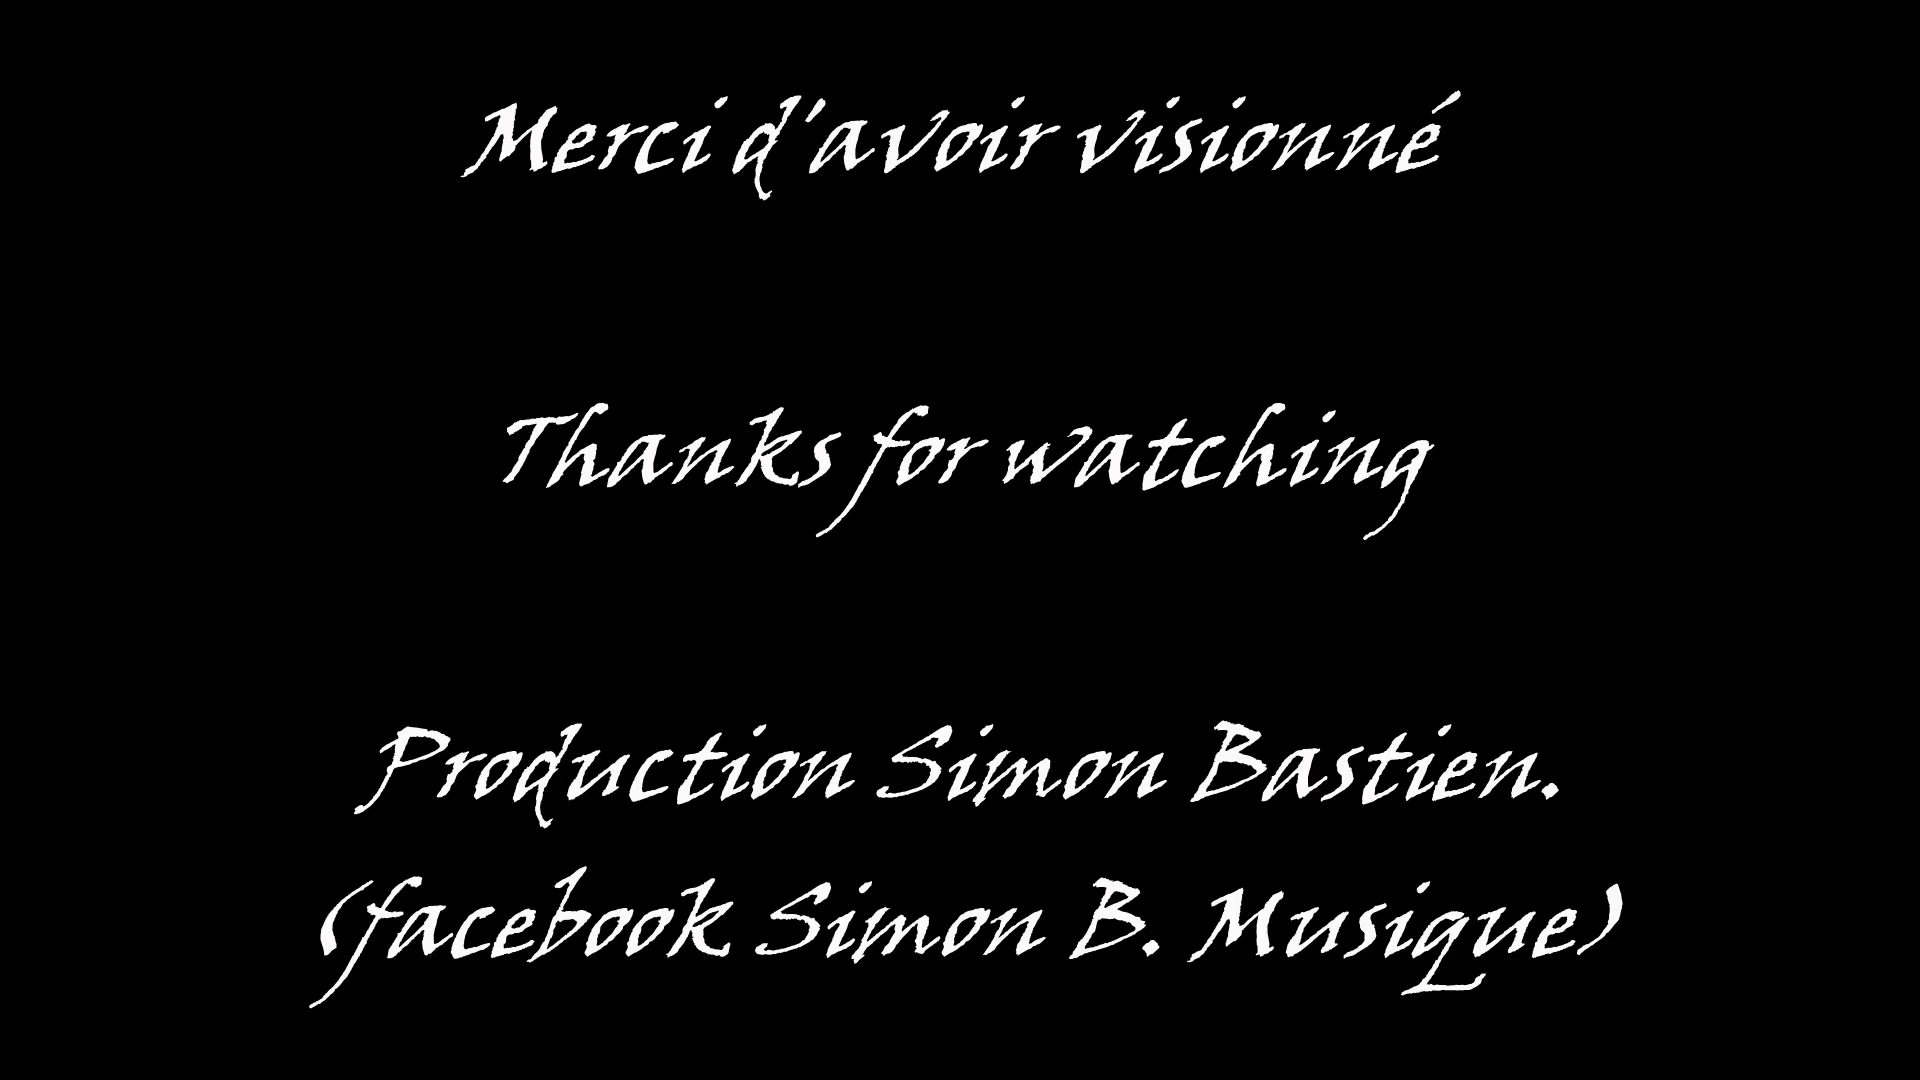 Merci d'avoir visionné
Thanks for watching
Production Simon Bastien.
(facebook Simon B. Musique)